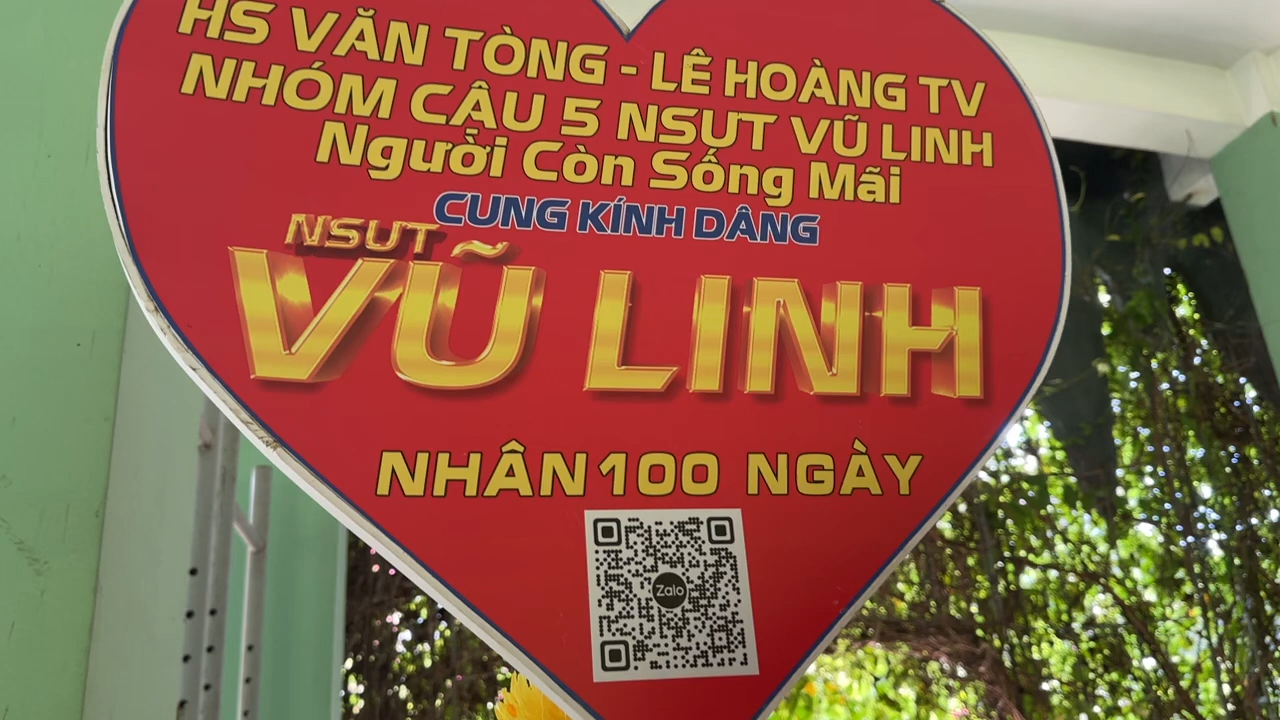 HS VĂN TÒNG - LÊ HOÀNG TV
NHÓM CẬU 5 NSƯT VŨ LINH
Người Còn Sống Mãi
CUNG KÍNH DÂNG
NSƯT
VŨ LINH
NHÂN 100 NGÀY
Zalo